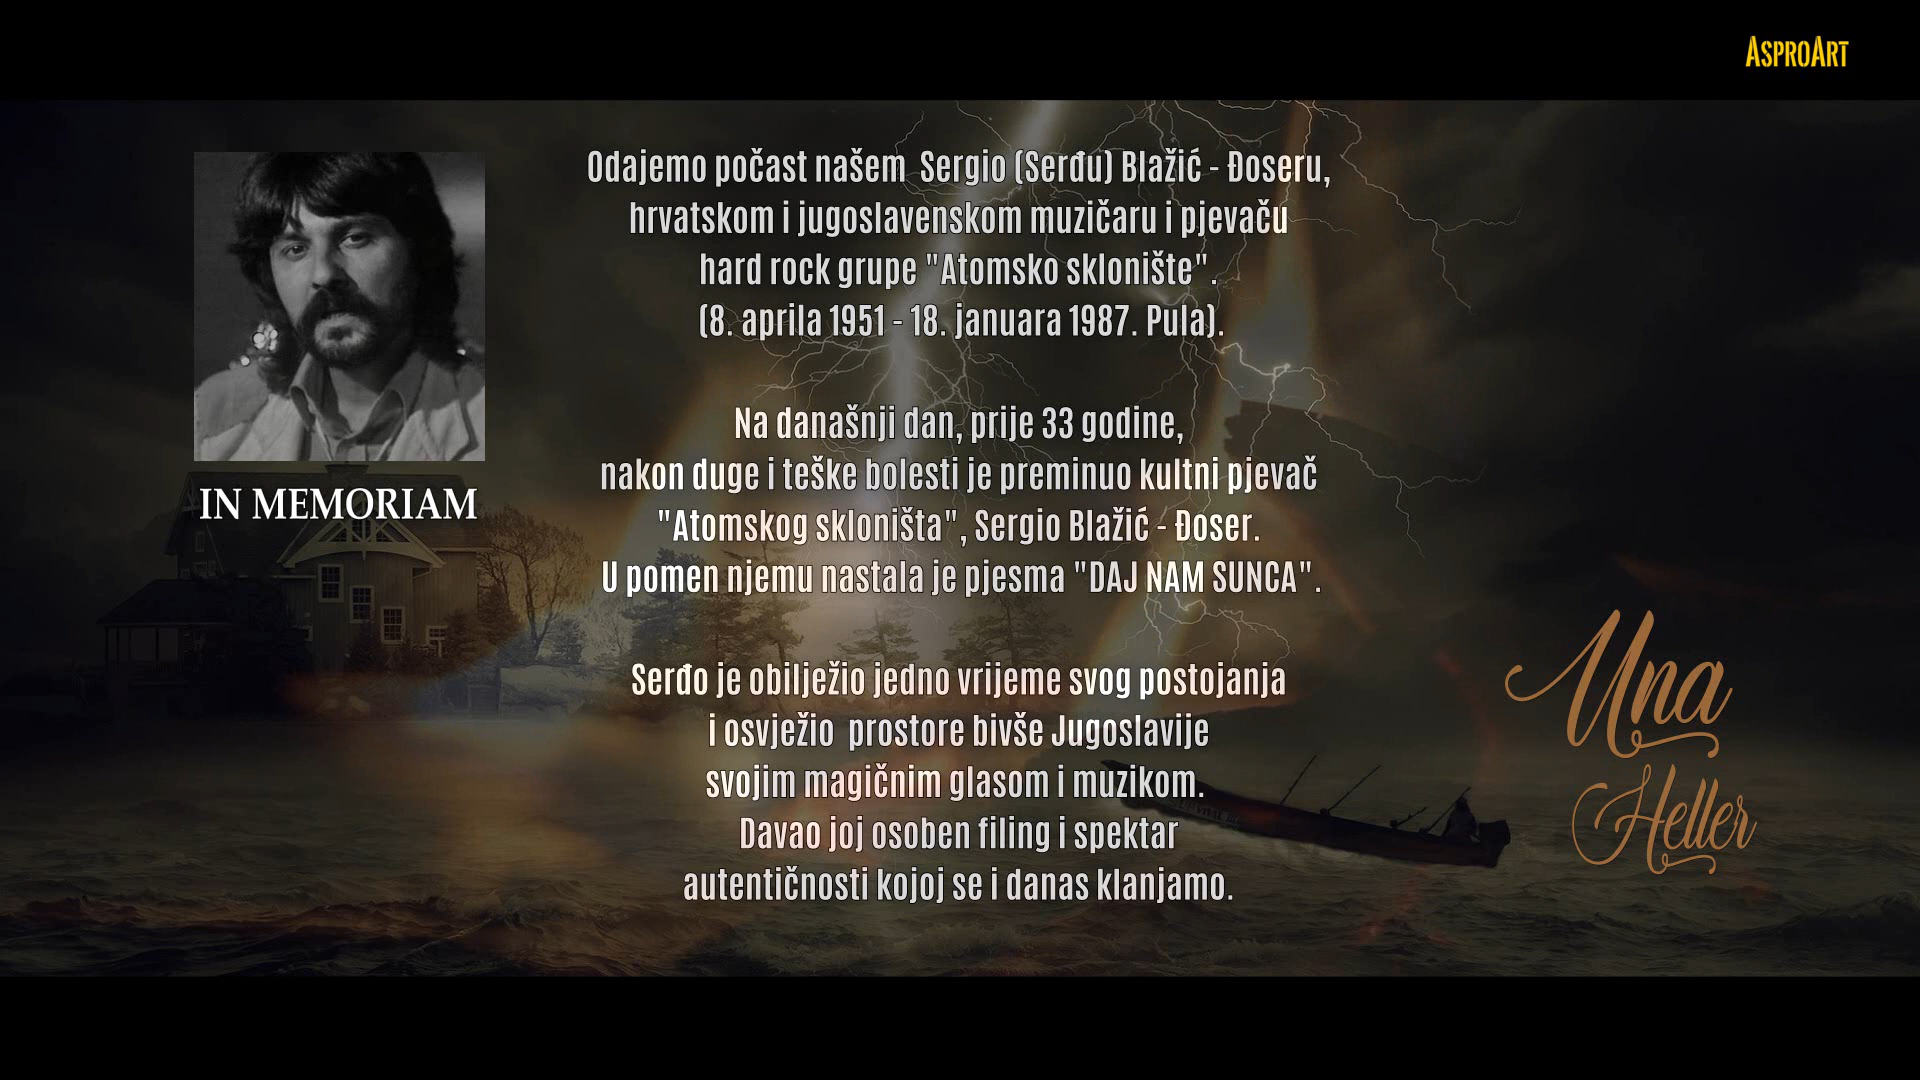 AsproArt
Odajemo počast našem Sergio (Serđu) Blažić - Đoseru,
hrvatskom i jugoslavenskom muzičaru i pjevaču
hard rock grupe "Atomsko sklonište".
(8. aprila 1951 - 18. januara 1987. Pula).
Na današnji dan, prije 33 godine,
nakon duge i teške bolesti je preminuo kultni pjevač
"Atomskog skloništa", Sergio Blažić - Đoser.
U pomen njemu nastala je pjesma "DAJ NAM SUNCA".
Serđo je obilježio jedno vrijeme svog postojanja
i osvježio prostore bivše Jugoslavije
svojim magičnim glasom i muzikom.
Davao joj osoben filing i spektar
autentičnosti kojoj se i danas klanjamo.
IN MEMORIAM
Una
Heller